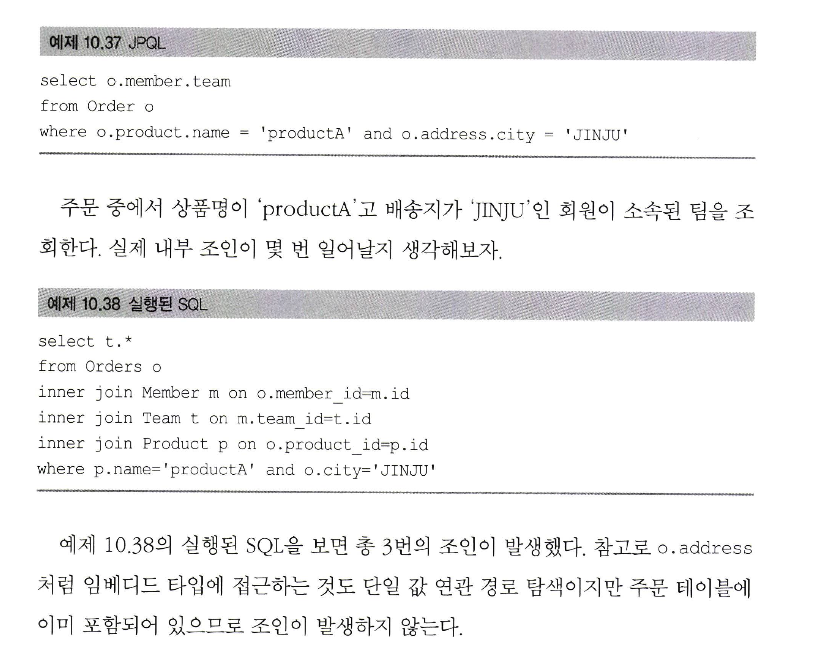 예제 10.37 JPQL
select o.member.team
from Order o
where o.product.name = 'productA' and o.address.city = 'JINJU'
주문 중에서 상품명이 ‘productA’고 배송지가 ‘JINJU’인 회원이 소속된 팀을 조
회한다. 실제 내부 조인이 몇 번 일어날지 생각해보자.
예제 10.38 실행된 SQL
select t.*
from Orders o
inner join Member m on o.member_id=m.id
inner join Team t on m.team_id=t.id
inner join Product p on o.product_id=p.id
where p.name='productA' and o.city='JINJU'
예제 10.38의 실행된 SQL을 보면 총 3번의 조인이 발생했다. 참고로 o.address
처럼 임베디드 타입에 접근하는 것도 단일 값 연관 경로 탐색이지만 주문 테이블에
이미 포함되어 있으므로 조인이 발생하지 않는다.